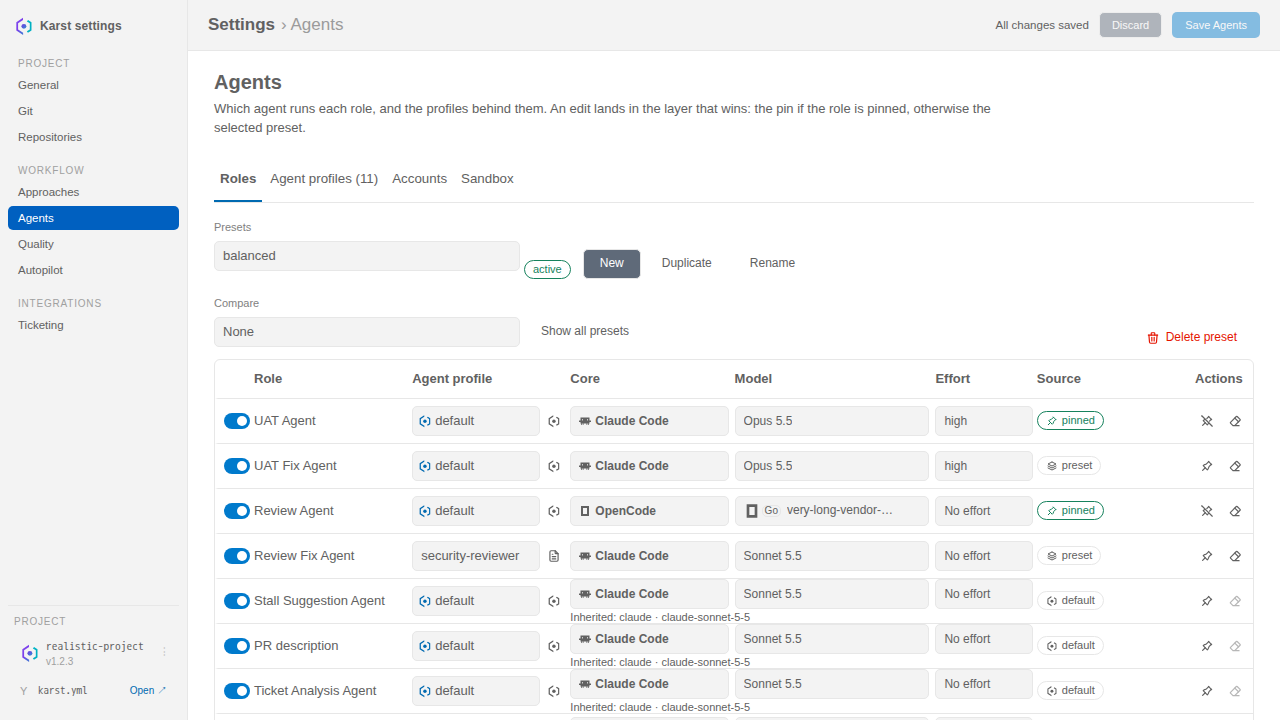 Karst settings
Settings › Agents
All changes saved
Discard
Save Agents
PROJECT
General
Git
Repositories
WORKFLOW
Approaches
Agents
Quality
Autopilot
INTEGRATIONS
Ticketing
PROJECT
realistic-project
v1.2.3
Y karst.yml
Open ↗
Agents
Which agent runs each role, and the profiles behind them. An edit lands in the layer that wins: the pin if the role is pinned, otherwise the
selected preset.
Roles Agent profiles (11) Accounts Sandbox
Presets
balanced
active
New
Duplicate
Rename
Compare
None
Show all presets
Delete preset
Role Agent profile Core Model Effort Source Actions
UAT Agent default Claude Code Opus 5.5 high pinned
UAT Fix Agent default Claude Code Opus 5.5 high preset
Review Agent default OpenCode Go very-long-vendor-… No effort pinned
Review Fix Agent security-reviewer Claude Code Sonnet 5.5 No effort preset
Stall Suggestion Agent default Claude Code Sonnet 5.5 No effort default
Inherited: claude · claude-sonnet-5-5
PR description default Claude Code Sonnet 5.5 No effort default
Inherited: claude · claude-sonnet-5-5
Ticket Analysis Agent default Claude Code Sonnet 5.5 No effort default
Inherited: claude · claude-sonnet-5-5